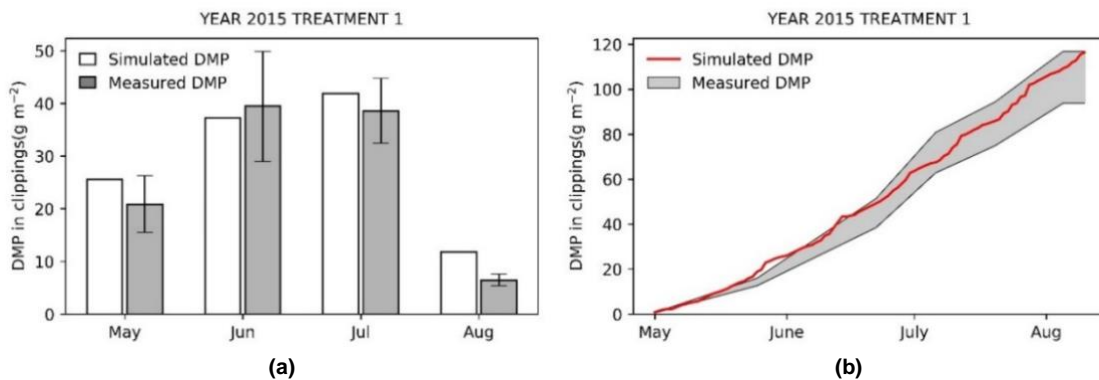 YEAR 2015 TREATMENT 1
DMP in clippings(g m⁻²)
50
40
30
20
10
0
Simulated DMP
Measured DMP
May Jun Jul Aug
(a)
YEAR 2015 TREATMENT 1
DMP in clippings(g m⁻²)
120
100
80
60
40
20
0
Simulated DMP
Measured DMP
May June July Aug
(b)